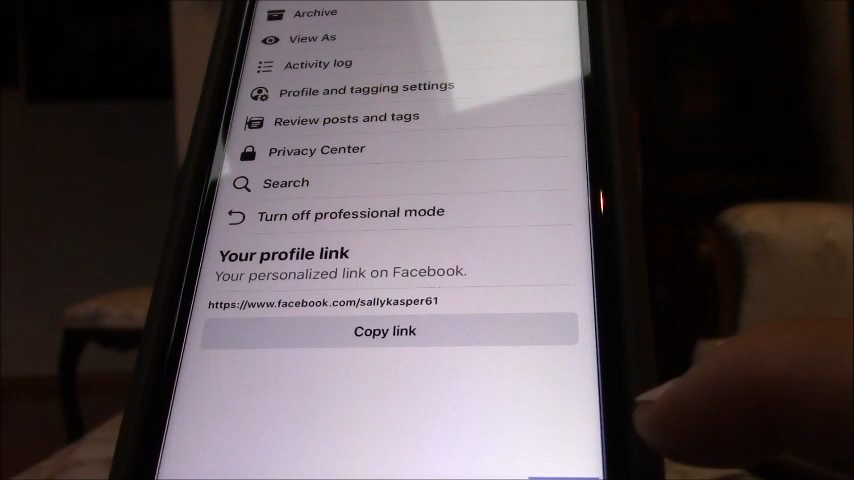 Archive
View As
Activity log
Profile and tagging settings
Review posts and tags
Privacy Center
Search
Turn off professional mode
Your profile link
Your personalized link on Facebook.
https://www.facebook.com/sallykasper61
Copy link